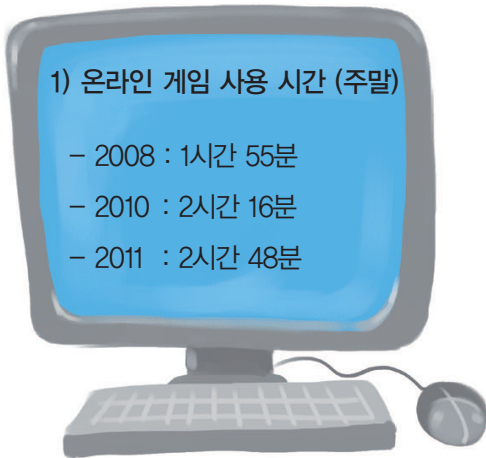 1) 온라인 게임 사용 시간 (주말)
– 2008 : 1시간 55분
– 2010 : 2시간 16분
– 2011 : 2시간 48분